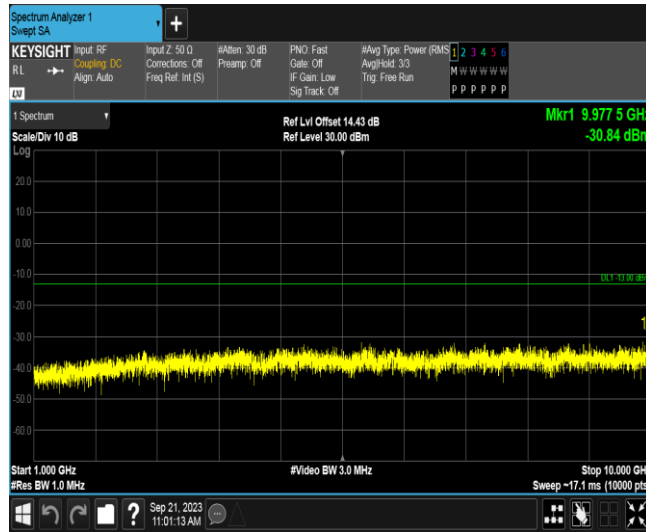 Spectrum Analyzer 1
Swept SA
+
KEYSIGHT
RL
LXI
Input: RF
Coupling: DC
Align: Auto
Input Z: 50 Ω
Corrections: Off
Freq Ref: Int (S)
#Atten: 30 dB
Preamp: Off
PNO: Fast
Gate: Off
IF Gain: Low
Sig Track: Off
#Avg Type: Power (RMS
Avg|Hold: 3/3
Trig: Free Run
1 2 3 4 5 6
M W W W W W
P P P P P P
1 Spectrum
Scale/Div 10 dB
Log
Ref Lvl Offset 14.43 dB
Ref Level 30.00 dBm
Mkr1 9.977 5 GHz
-30.84 dBm
20.0
10.0
0.00
-10.0
DL1 -13.00 dBm
-20.0
1
-30.0
-40.0
-50.0
-60.0
Start 1.000 GHz
#Res BW 1.0 MHz
#Video BW 3.0 MHz
Stop 10.000 GHz
Sweep ~17.1 ms (10000 pts
?
Sep 21, 2023
11:01:13 AM